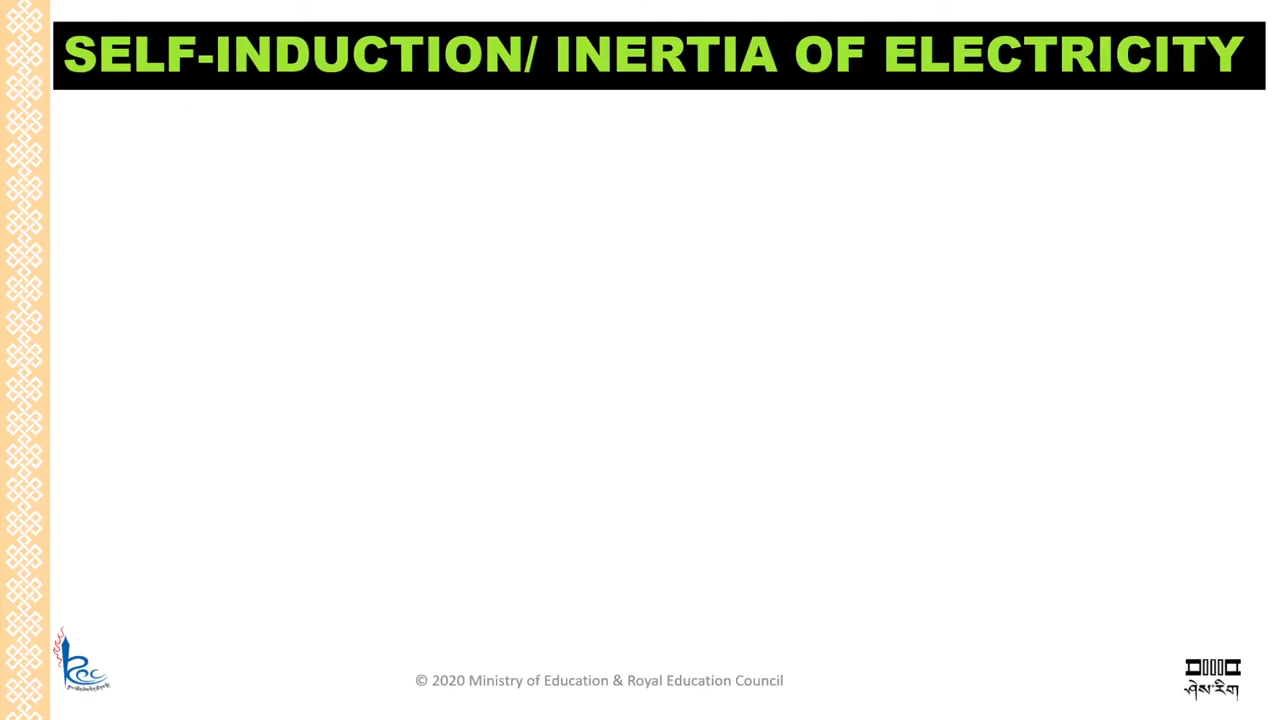 SELF-INDUCTION/ INERTIA OF ELECTRICITY
© 2020 Ministry of Education & Royal Education Council
ཤེས་རིག